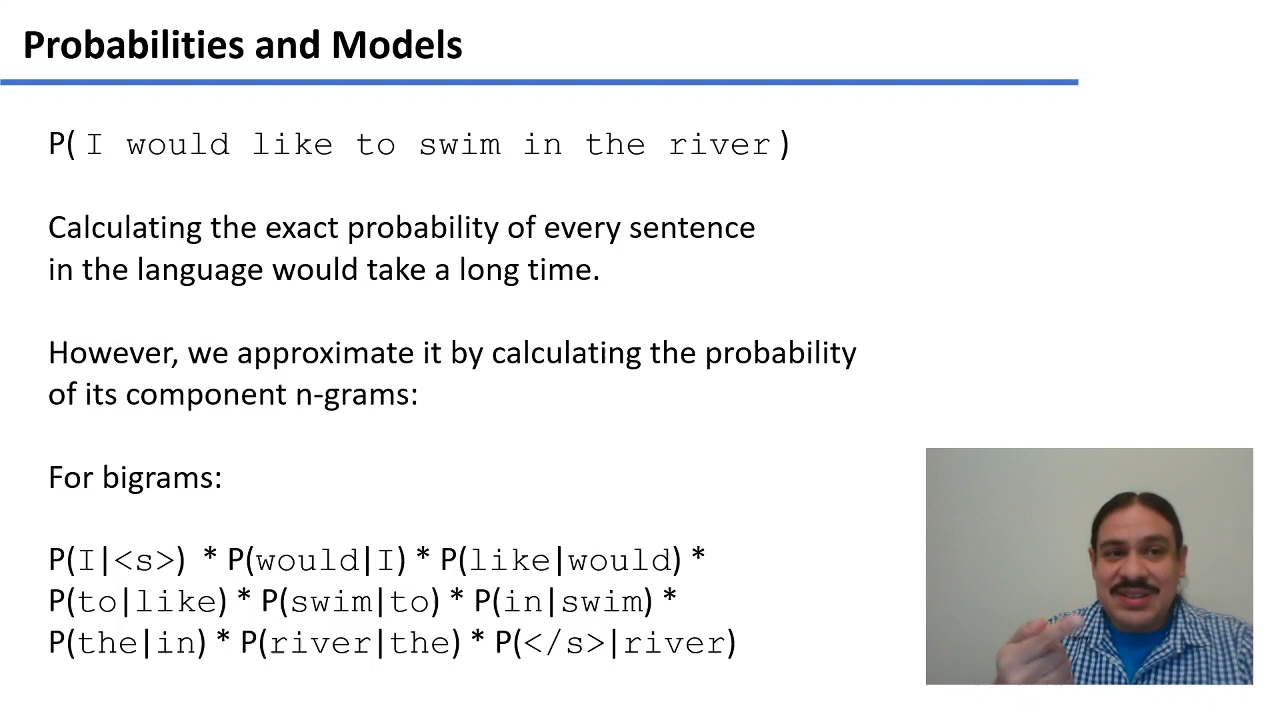 Probabilities and Models
P( I would like to swim in the river )
Calculating the exact probability of every sentence
in the language would take a long time.
However, we approximate it by calculating the probability
of its component n-grams:
For bigrams:
P(I|<s>) * P(would|I) * P(like|would) *
P(to|like) * P(swim|to) * P(in|swim) *
P(the|in) * P(river|the) * P(</s>|river)